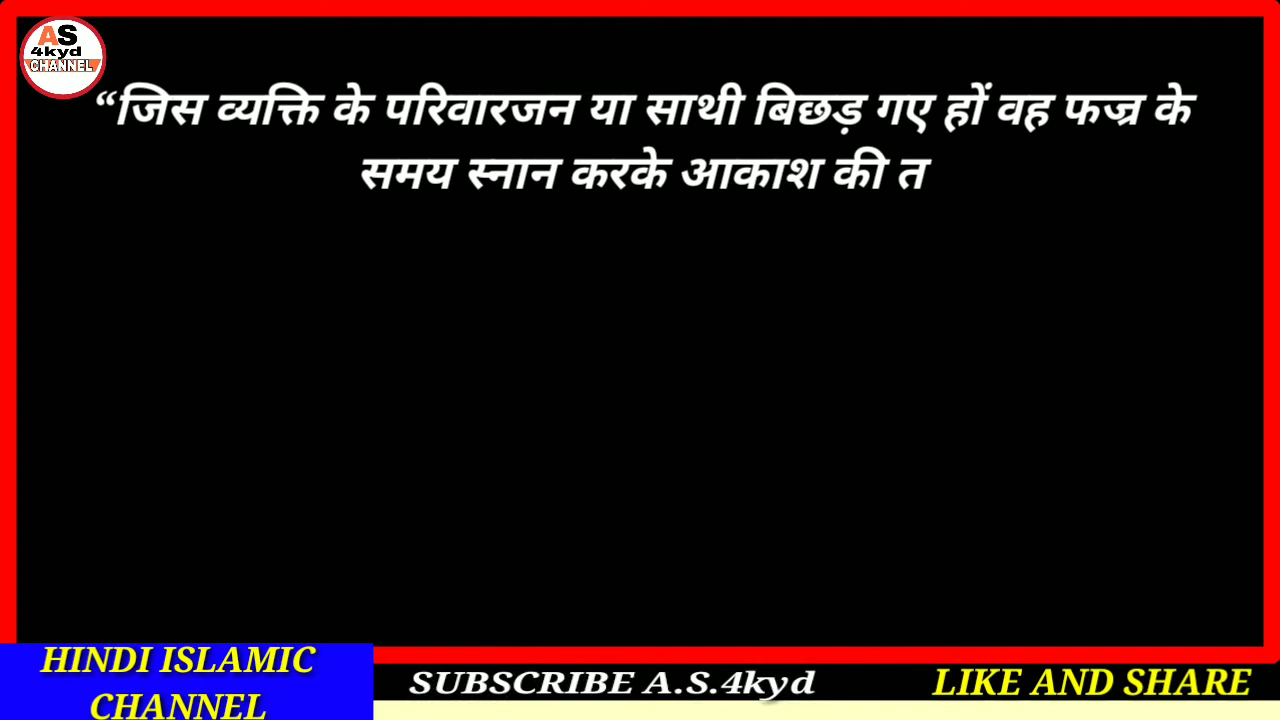 AS
4kyd
CHANNEL
“जिस व्यक्ति के परिवारजन या साथी बिछड़ गए हों वह फज्र के
समय स्नान करके आकाश की त
HINDI ISLAMIC
CHANNEL
SUBSCRIBE A.S.4kyd
LIKE AND SHARE